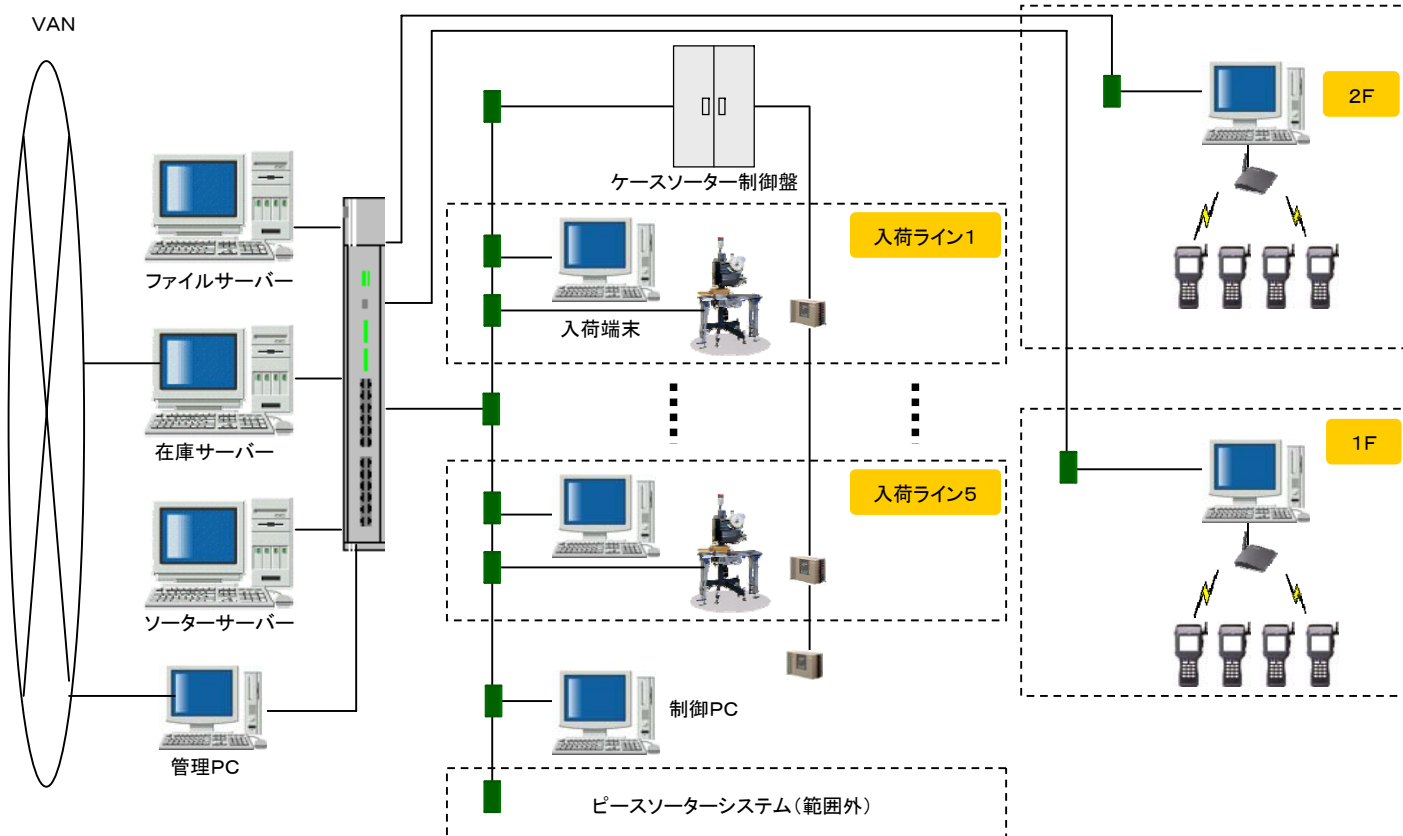 VAN
2F
ケースソーター制御盤
入荷ライン1
ファイルサーバー
入荷端末
在庫サーバー
1F
入荷ライン5
ソーターサーバー
制御PC
管理PC
ピースソーターシステム(範囲外)